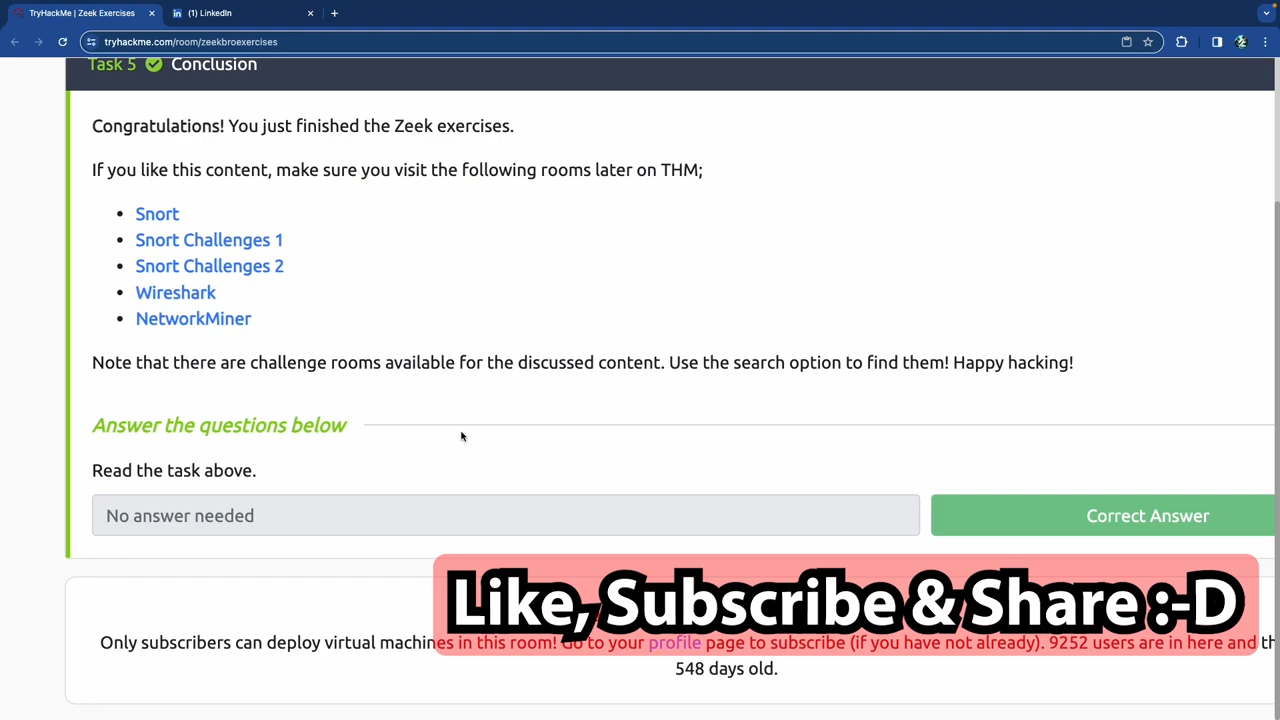 TryHackMe | Zeek Exercises
(1) LinkedIn
tryhackme.com/room/zeekbroexercises
Task 5 Conclusion
Congratulations! You just finished the Zeek exercises.
If you like this content, make sure you visit the following rooms later on THM;
• Snort
• Snort Challenges 1
• Snort Challenges 2
• Wireshark
• NetworkMiner
Note that there are challenge rooms available for the discussed content. Use the search option to find them! Happy hacking!
Answer the questions below
Read the task above.
No answer needed
Correct Answer
Like, Subscribe & Share :-D
Only subscribers can deploy virtual machines in this room! Go to your profile page to subscribe (if you have not already). 9252 users are in here and th
548 days old.